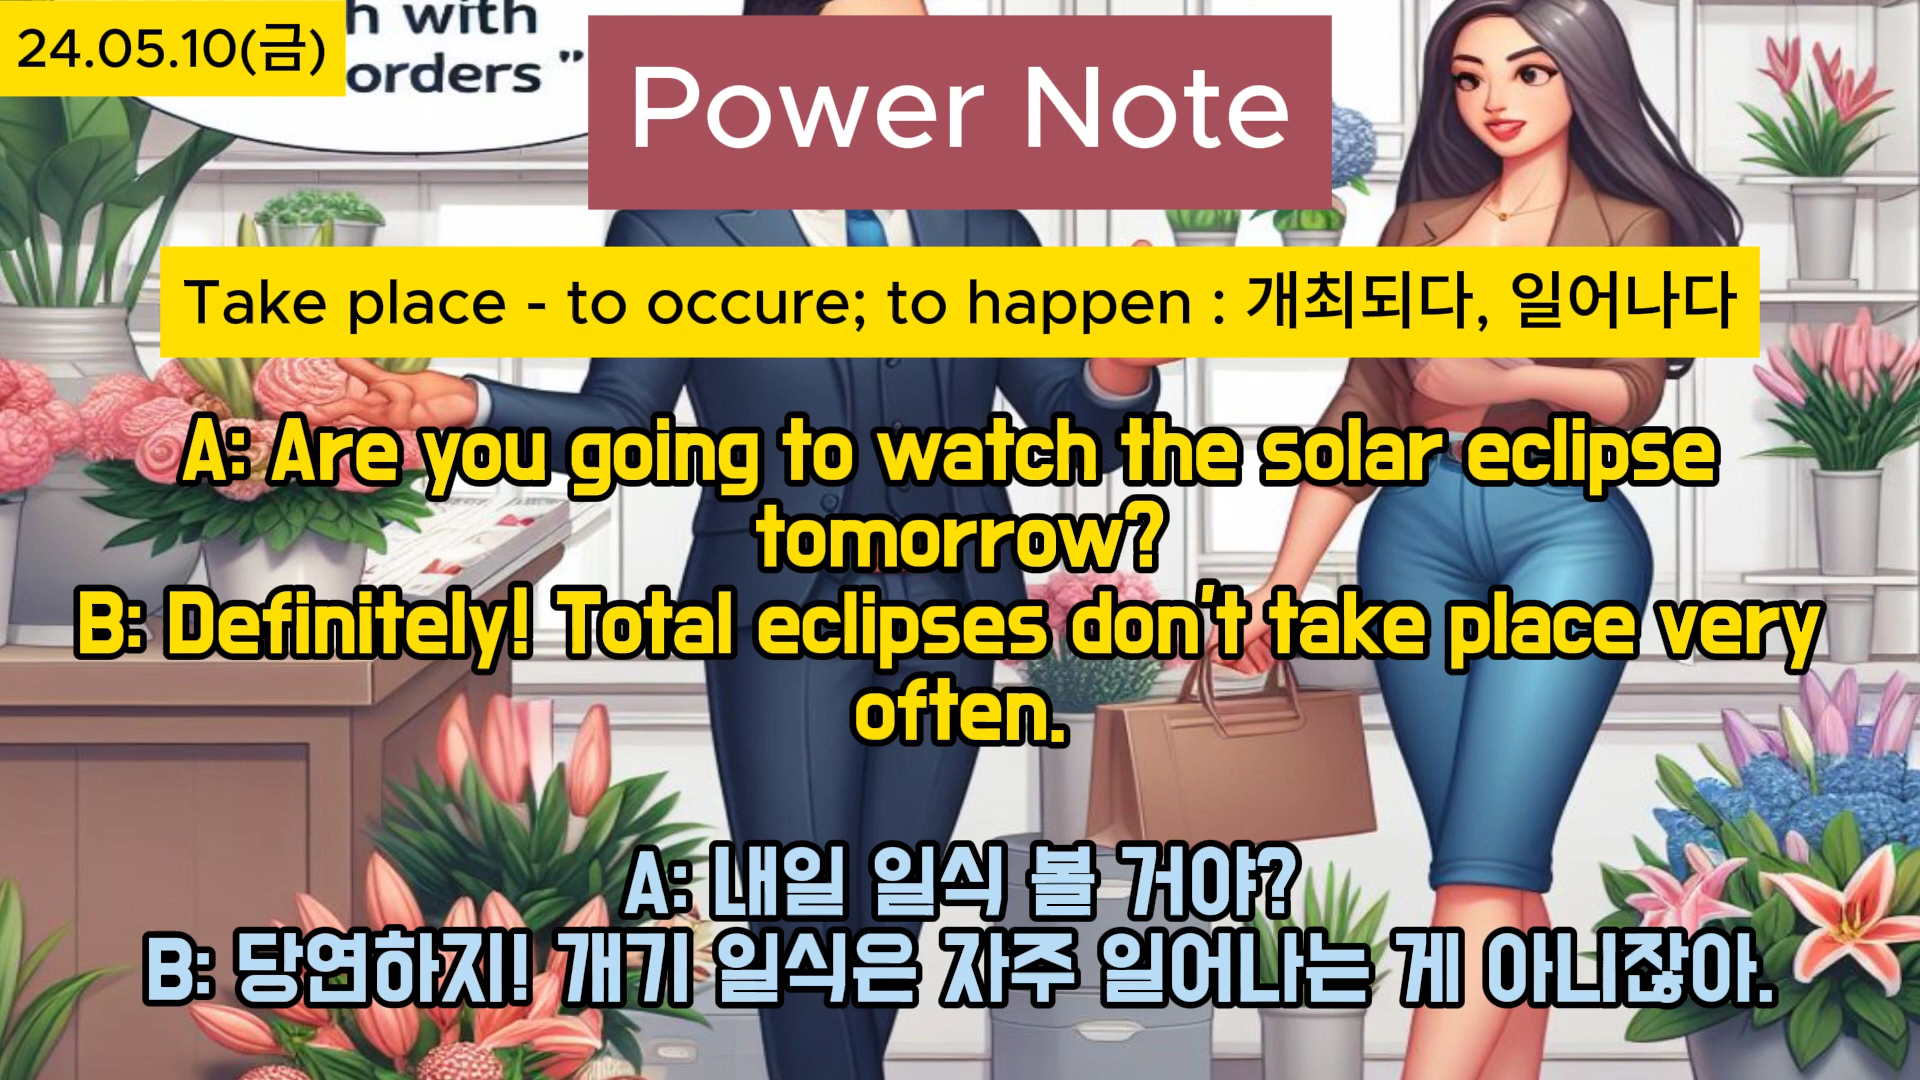 24.05.10(금)
h with
orders ”
Power Note
Take place - to occure; to happen : 개최되다, 일어나다
A: Are you going to watch the solar eclipse
tomorrow?
B: Definitely! Total eclipses don't take place very
often.
A: 내일 일식 볼 거야?
B: 당연하지! 개기 일식은 자주 일어나는 게 아니잖아.